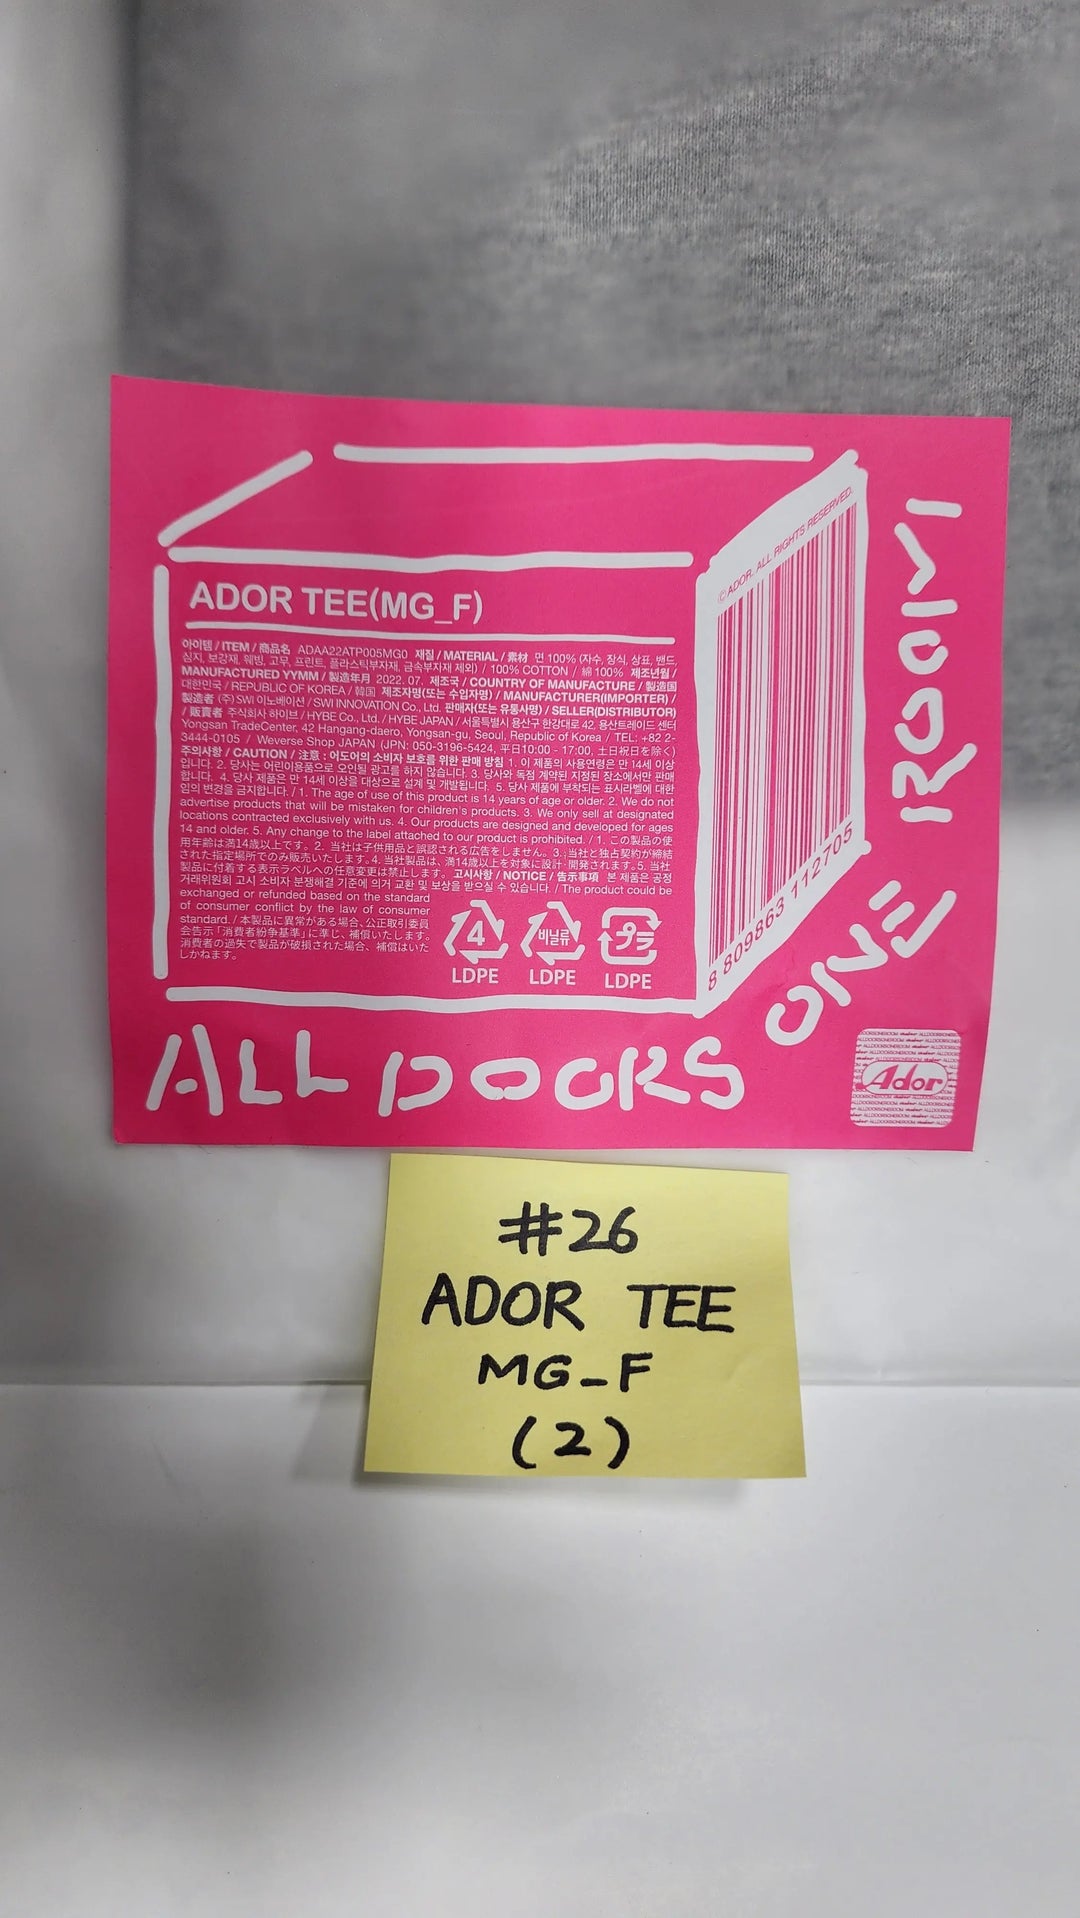 ADOR TEE(MG_F)
아이템 / ITEM / 商品名 ADAA22ATP005MG0 재질 / MATERIAL / 素材 면 100% (자수, 장식, 상표, 밴드,
심지, 보강재, 웨빙, 고무, 프린트, 플라스틱부자재, 금속부자재 제외) / 100% COTTON / 綿 100% 제조년월 /
MANUFACTURED YYMM / 製造年月 2022. 07. 제조국 / COUNTRY OF MANUFACTURE / 製造国
대한민국 / REPUBLIC OF KOREA / 韓国 제조자명(또는 수입자명) / MANUFACTURER(IMPORTER) /
製造者 (주) SWI 이노베이션 / SWI INNOVATION Co., Ltd. 판매자(또는 유통사명) / SELLER(DISTRIBUTOR)
/ 販賣者 주식회사 하이브 / HYBE Co., Ltd. / HYBE JAPAN / 서울특별시 용산구 한강대로 42, 용산트레이드 센터
Yongsan TradeCenter, 42 Hangang-daero, Yongsan-gu, Seoul, Republic of Korea / TEL: +82 2-
3444-0105 / Weverse Shop JAPAN (JPN: 050-3196-5424, 平日10:00 - 17:00, 土日祝日を除く)
주의사항 / CAUTION / 注意 : 어도어의 소비자 보호를 위한 판매 방침 1. 이 제품의 사용연령은 만 14세 이상
입니다. 2. 당사는 어린이용품으로 오인될 광고를 하지 않습니다. 3. 당사와 독점 계약된 지정된 장소에서만 판매
합니다. 4. 당사 제품은 만 14세 이상을 대상으로 설계 및 개발됩니다. 5. 당사 제품에 부착되는 표시라벨에 대한
임의 변경을 금지합니다. / 1. The age of use of this product is 14 years of age or older. 2. We do not
advertise products that will be mistaken for children's products. 3. We only sell at designated
locations contracted exclusively with us. 4. Our products are designed and developed for ages
14 and older. 5. Any change to the label attached to our product is prohibited. / 1. この製品の使
用年齢は満14歳以上です。2. 当社は子供用品と誤認される広告をしません。3. 当社と独占契約が締結
された指定場所でのみ販売いたします。4. 当社製品は、満14歳以上を対象に設計·開発されます。5. 当社
製品に付着する表示ラベルへの任意変更は禁止します。고시사항 / NOTICE / 告示事項 본 제품은 공정
거래위원회 고시 소비자 분쟁해결 기준에 의거 교환 및 보상을 받으실 수 있습니다. / The product could be
exchanged or refunded based on the standard
of consumer conflict by the law of consumer
standard. / 本製品に異常がある場合、公正取引委員
会告示「消費者紛争基準」に準じ、補償いたします。
消費者の過失で製品が破損された場合、補償はいた
しかねます。
4
비닐류
プラ
LDPE
LDPE
LDPE
© ADOR. ALL RIGHTS RESERVED.
8 809863 112705
ALL DOORS ONE ROOM
Ador
#26
ADOR TEE
MG_F
(2)